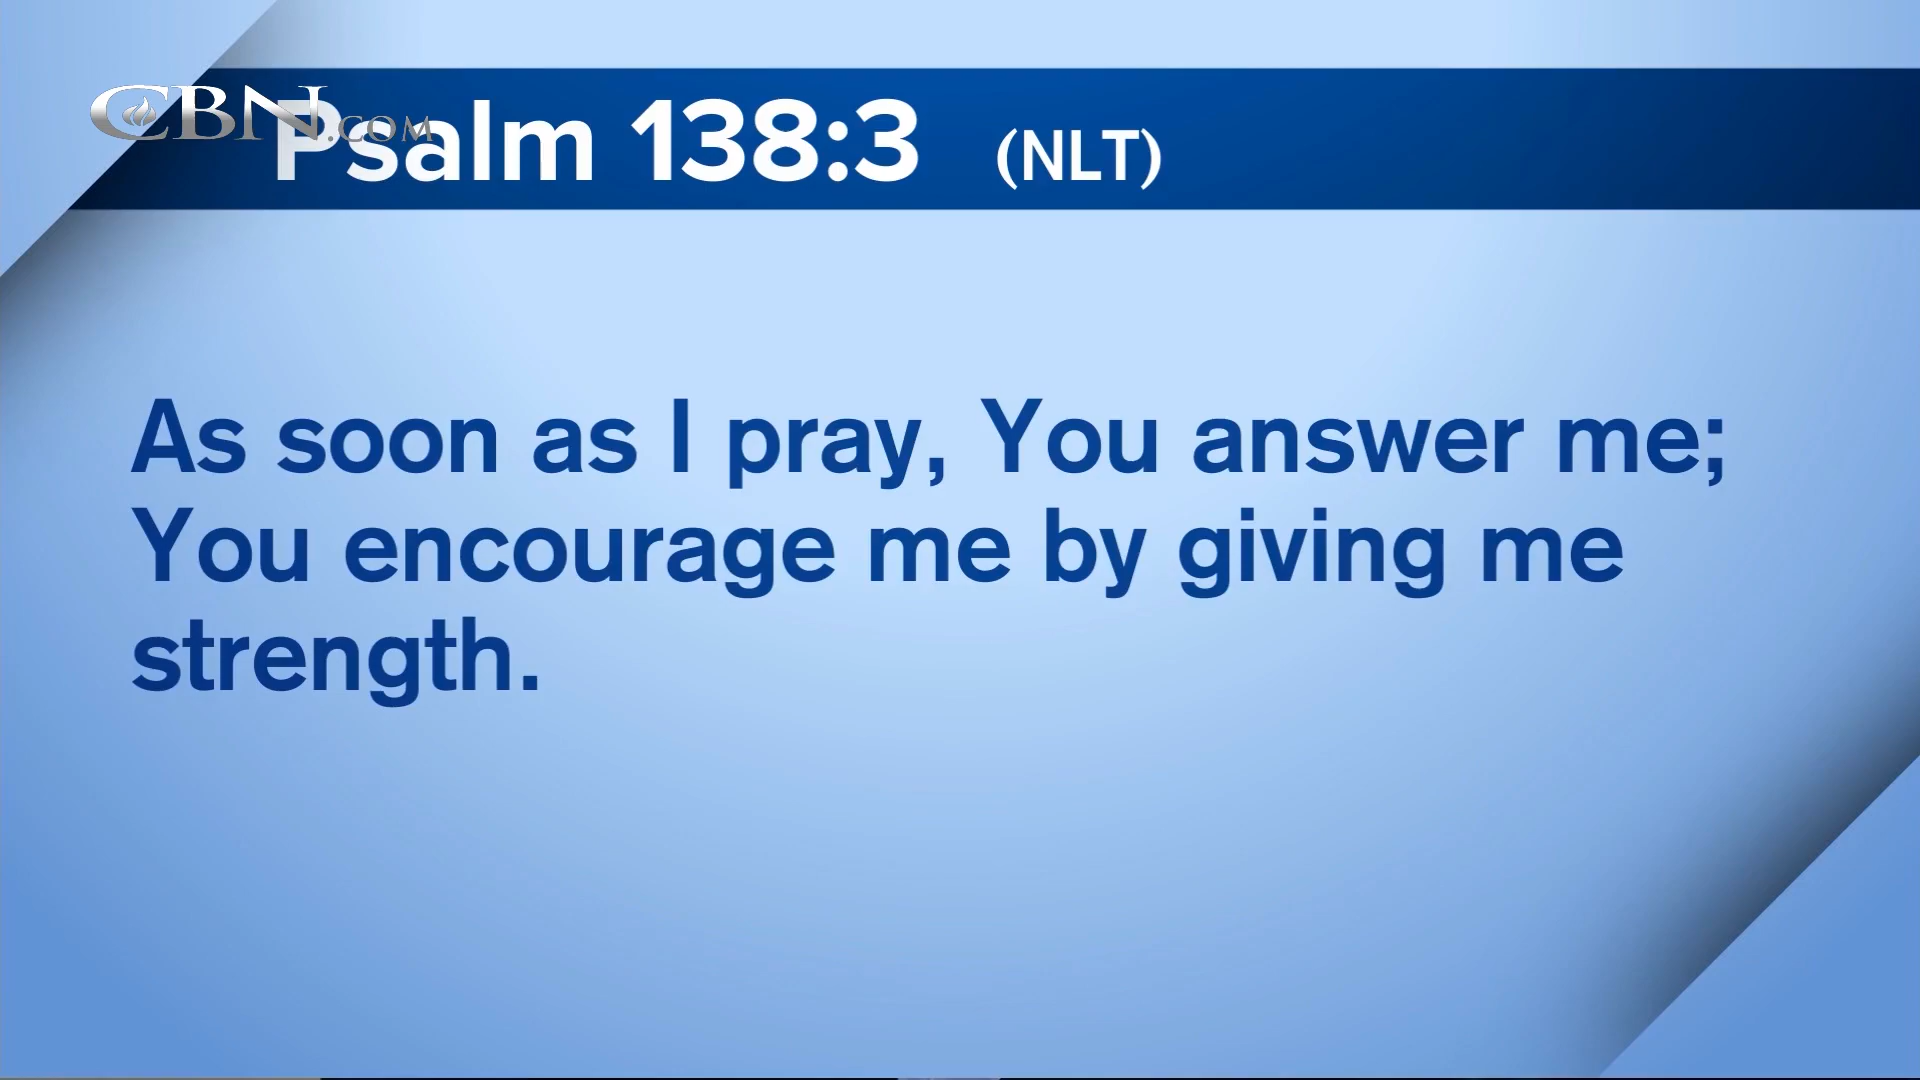 CBN.COM
Psalm 138:3 (NLT)
As soon as I pray, You answer me;
You encourage me by giving me
strength.